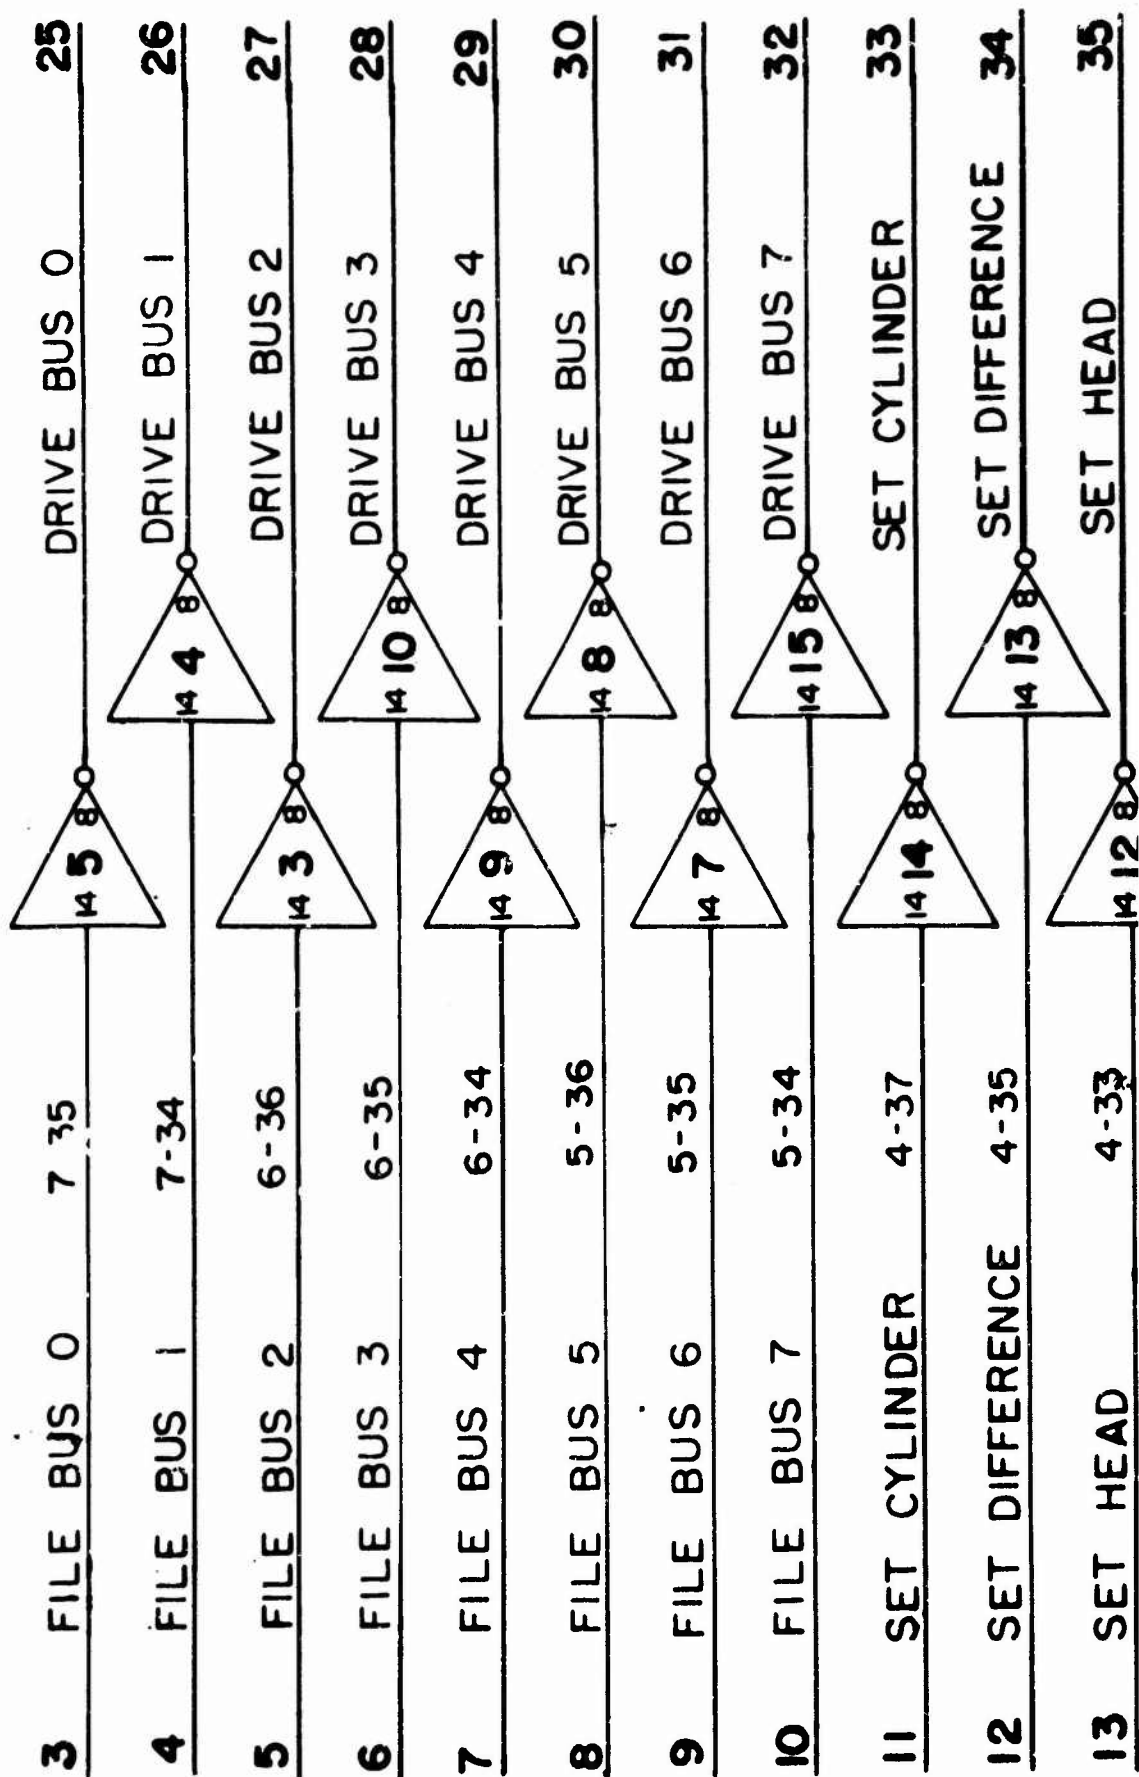 3 FILE BUS 0 7 35 14 5 8 DRIVE BUS 0 25
4 FILE BUS 1 7-34 14 4 8 DRIVE BUS 1 26
5 FILE BUS 2 6-36 14 3 8 DRIVE BUS 2 27
6 FILE BUS 3 6-35 14 10 8 DRIVE BUS 3 28
7 FILE BUS 4 6-34 14 9 8 DRIVE BUS 4 29
8 FILE BUS 5 5-36 14 8 8 DRIVE BUS 5 30
9 FILE BUS 6 5-35 14 7 8 DRIVE BUS 6 31
10 FILE BUS 7 5-34 14 15 8 DRIVE BUS 7 32
11 SET CYLINDER 4-37 14 14 8 SET CYLINDER 33
12 SET DIFFERENCE 4-35 14 13 8 SET DIFFERENCE 34
13 SET HEAD 4-33 14 12 8 SET HEAD 35